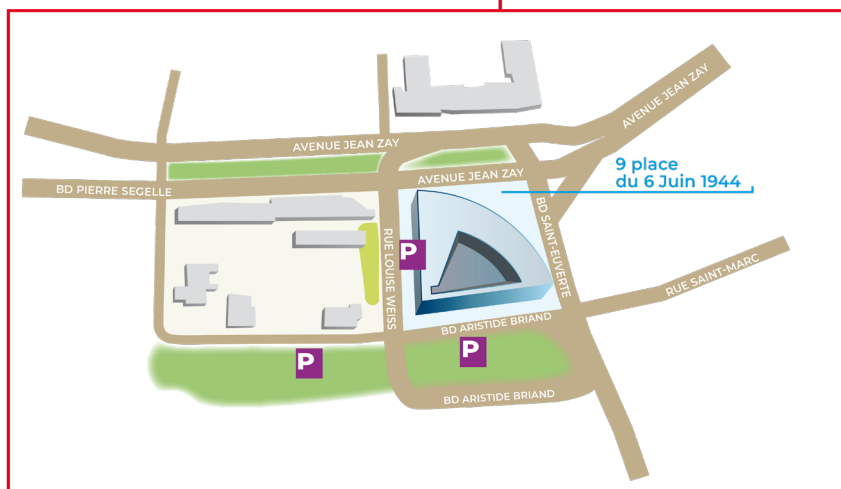 AVENUE JEAN ZAY
AVENUE JEAN ZAY
AVENUE JEAN ZAY
BD PIERRE SEGELLE
9 place
du 6 Juin 1944
BD SAINT-EUVERTE
RUE LOUISE WEISS
P
RUE SAINT-MARC
BD ARISTIDE BRIAND
P
P
BD ARISTIDE BRIAND